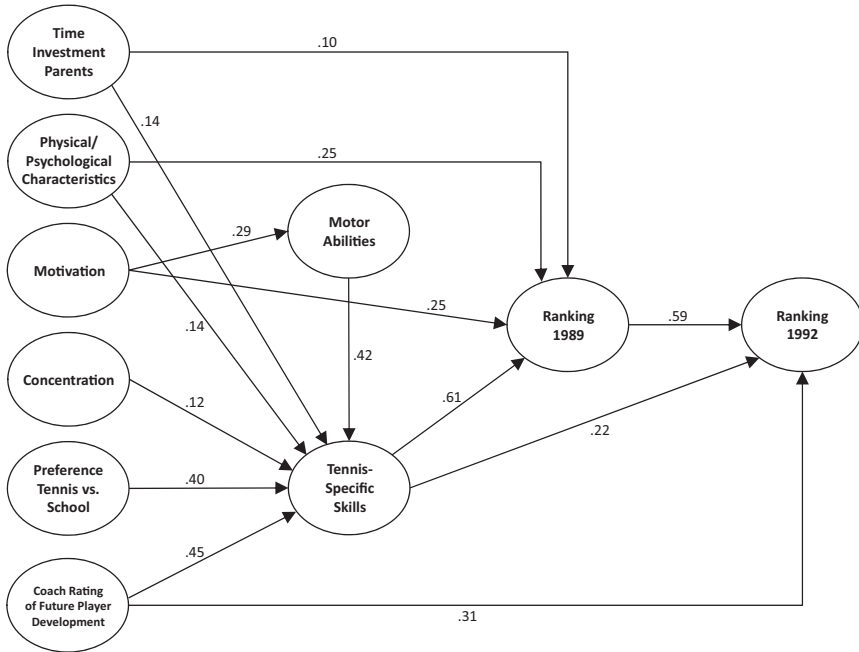 Time
Investment
Parents
.10
.14
Physical/
Psychological
Characteristics
.25
Motor
Abilities
.29
Motivation
.25
Ranking
1989
.59
Ranking
1992
.14
.42
Concentration
.12
.61
.22
Preference
Tennis vs.
School
.40
Tennis-
Specific
Skills
.45
Coach Rating
of Future Player
Development
.31